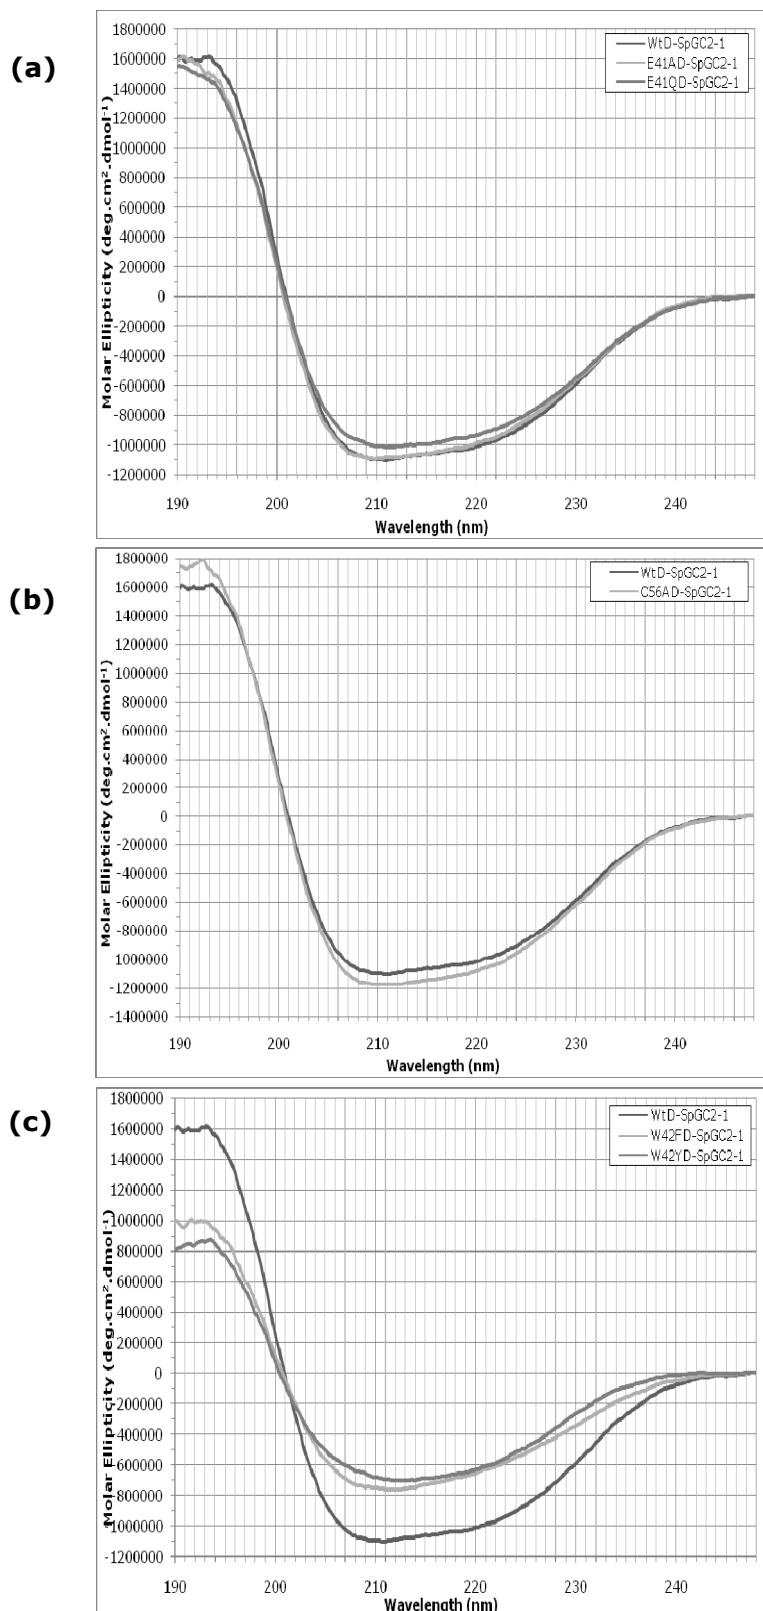 (a)
WtD-SpGC2-1
E41AD-SpGC2-1
E41QD-SpGC2-1
Molar Ellipticity (deg.cm².dmol⁻¹)
1800000
1600000
1400000
1200000
1000000
800000
600000
400000
200000
0
-200000
-400000
-600000
-800000
-1000000
-1200000
190 200 210 220 230 240
Wavelength (nm)
(b)
WtD-SpGC2-1
C56AD-SpGC2-1
Molar Ellipticity (deg.cm².dmol⁻¹)
1800000
1600000
1400000
1200000
1000000
800000
600000
400000
200000
0
-200000
-400000
-600000
-800000
-1000000
-1200000
-1400000
190 200 210 220 230 240
Wavelength (nm)
(c)
WtD-SpGC2-1
W42FD-SpGC2-1
W42YD-SpGC2-1
Molar Ellipticity (deg.cm².dmol⁻¹)
1800000
1600000
1400000
1200000
1000000
800000
600000
400000
200000
0
-200000
-400000
-600000
-800000
-1000000
-1200000
190 200 210 220 230 240
Wavelength (nm)